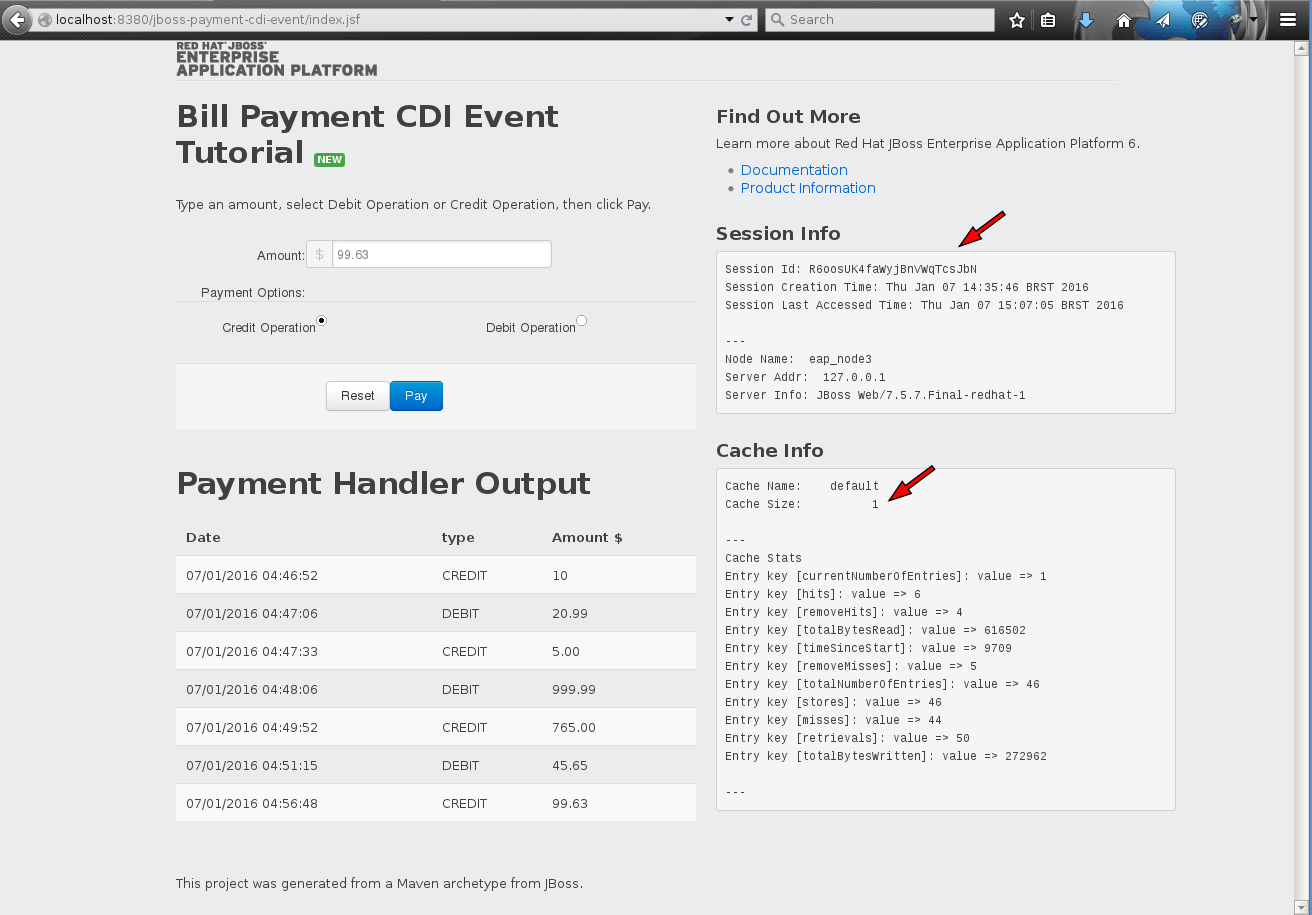 localhost:8380/jboss-payment-cdi-event/index.jsf
Search
RED HAT JBOSS
ENTERPRISE
APPLICATION PLATFORM
Bill Payment CDI Event
Tutorial NEW
Type an amount, select Debit Operation or Credit Operation, then click Pay.
Amount: $ 99.63
Payment Options:
Credit Operation Debit Operation
Reset Pay
Payment Handler Output
Date type Amount $
07/01/2016 04:46:52 CREDIT 10
07/01/2016 04:47:06 DEBIT 20.99
07/01/2016 04:47:33 CREDIT 5.00
07/01/2016 04:48:06 DEBIT 999.99
07/01/2016 04:49:52 CREDIT 765.00
07/01/2016 04:51:15 DEBIT 45.65
07/01/2016 04:56:48 CREDIT 99.63
This project was generated from a Maven archetype from JBoss.
Find Out More
Learn more about Red Hat JBoss Enterprise Application Platform 6.
Documentation
Product Information
Session Info
Session Id: R6oosUK4faWyjBnVWqTcsJbN
Session Creation Time: Thu Jan 07 14:35:46 BRST 2016
Session Last Accessed Time: Thu Jan 07 15:07:05 BRST 2016
---
Node Name: eap_node3
Server Addr: 127.0.0.1
Server Info: JBoss Web/7.5.7.Final-redhat-1
Cache Info
Cache Name: default
Cache Size: 1
---
Cache Stats
Entry key [currentNumberOfEntries]: value => 1
Entry key [hits]: value => 6
Entry key [removeHits]: value => 4
Entry key [totalBytesRead]: value => 616502
Entry key [timeSinceStart]: value => 9709
Entry key [removeMisses]: value => 5
Entry key [totalNumberOfEntries]: value => 46
Entry key [stores]: value => 46
Entry key [misses]: value => 44
Entry key [retrievals]: value => 50
Entry key [totalBytesWritten]: value => 272962
---